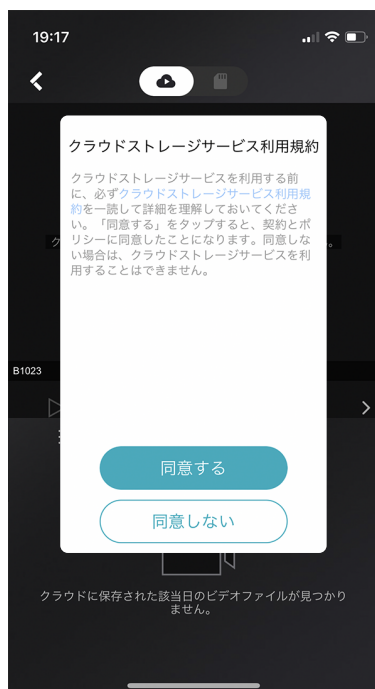 19:17
クラウドストレージサービス利用規約
クラウドストレージサービスを利用する前
に、必ずクラウドストレージサービス利用規
約を一読して詳細を理解しておいてくださ
い。「同意する」をタップすると、契約とポ
リシーに同意したことになります。同意しな
い場合は、クラウドストレージサービスを利
用することはできません。
B1023
同意する
同意しない
クラウドに保存された該当日のビデオファイルが見つかり
ません。